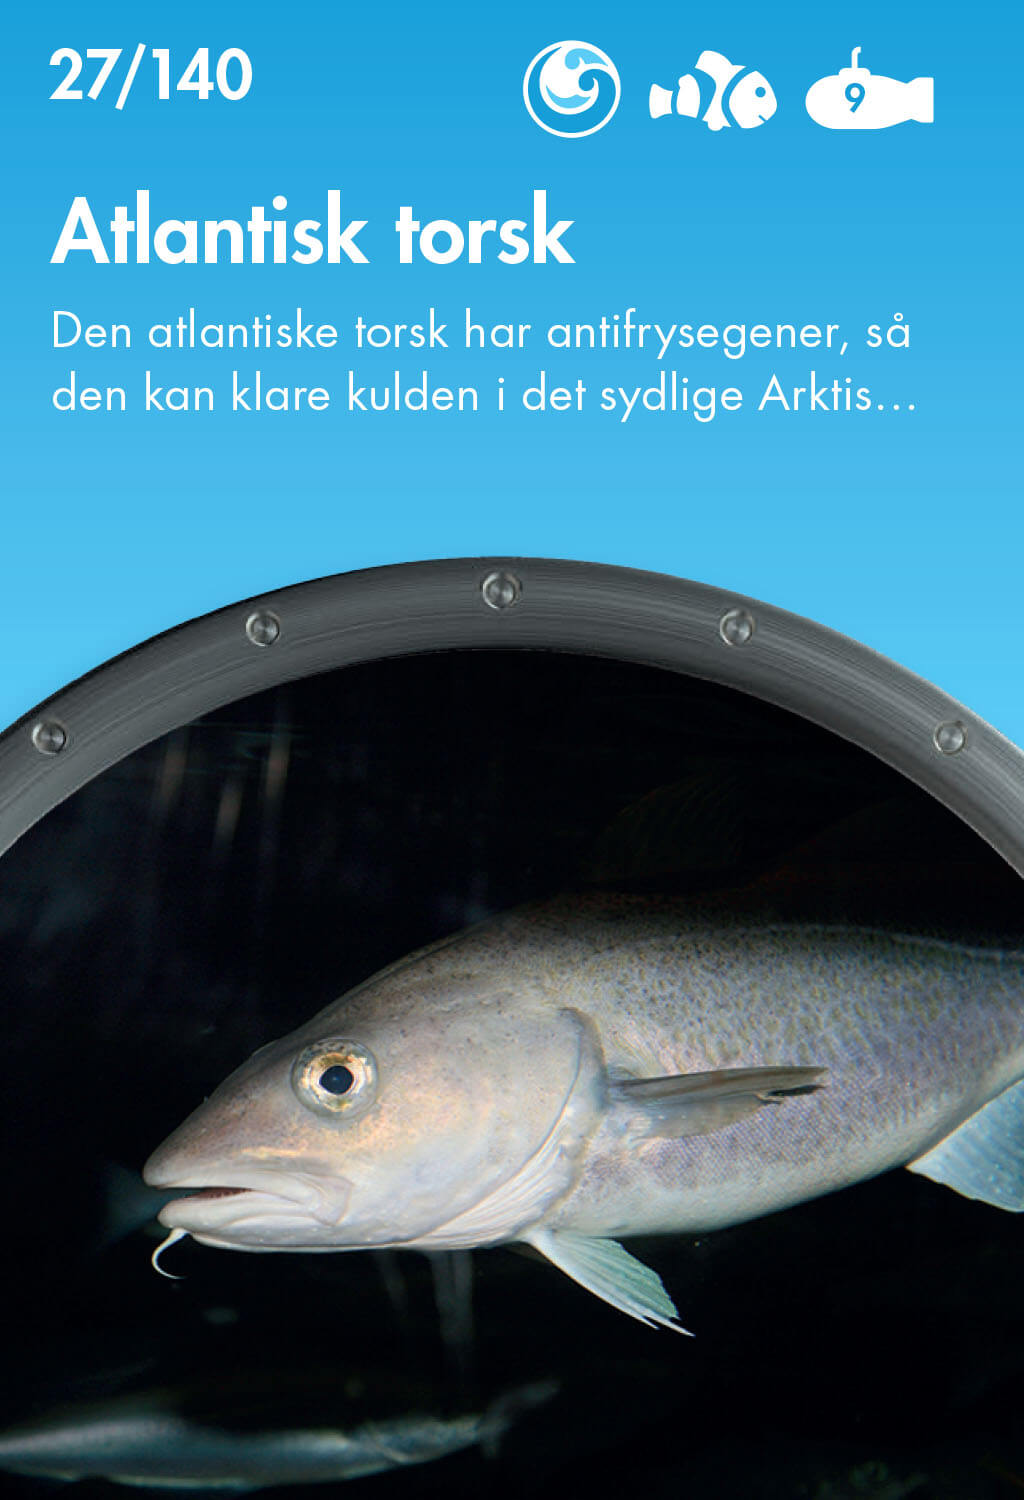 27/140
9
Atlantisk torsk
Den atlantiske torsk har antifrysegener, så
den kan klare kulden i det sydlige Arktis...